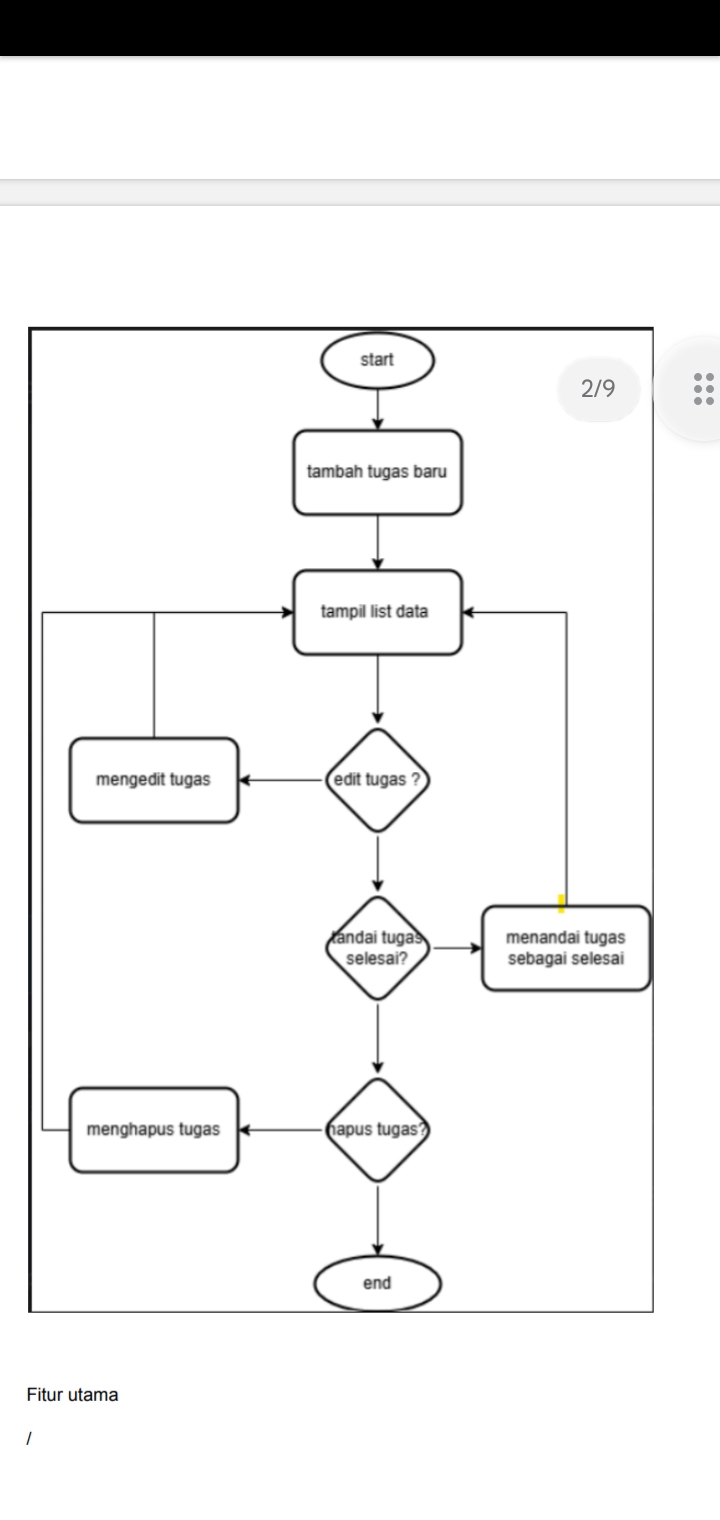 start
2/9
tambah tugas baru
tampil list data
mengedit tugas
edit tugas ?
tandai tugas
selesai?
menandai tugas
sebagai selesai
menghapus tugas
hapus tugas?
end
Fitur utama
/